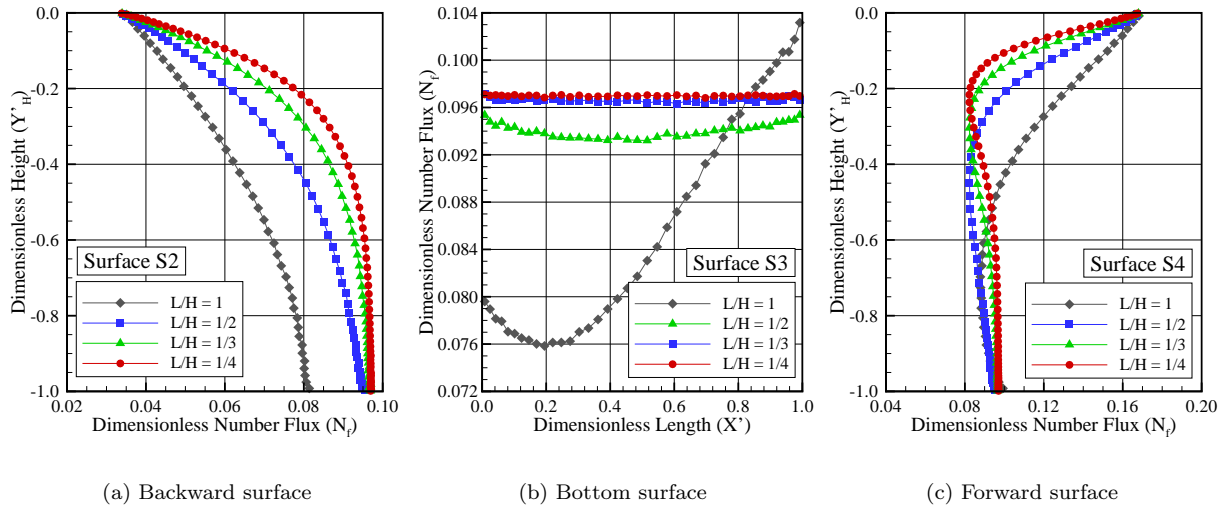 0.0
-0.2
-0.4
-0.6
-0.8
-1.0
Dimensionless Height (Y'H)
Surface S2
L/H = 1
L/H = 1/2
L/H = 1/3
L/H = 1/4
0.02 0.04 0.06 0.08 0.10
Dimensionless Number Flux (Nf)
(a) Backward surface
0.104
0.100
0.096
0.092
0.088
0.084
0.080
0.076
0.072
Dimensionless Number Flux (Nf)
Surface S3
L/H = 1
L/H = 1/2
L/H = 1/3
L/H = 1/4
0.0 0.2 0.4 0.6 0.8 1.0
Dimensionless Length (X')
(b) Bottom surface
0.0
-0.2
-0.4
-0.6
-0.8
-1.0
Dimensionless Height (Y'H)
Surface S4
L/H = 1
L/H = 1/2
L/H = 1/3
L/H = 1/4
0.04 0.08 0.12 0.16 0.20
Dimensionless Number Flux (Nf)
(c) Forward surface